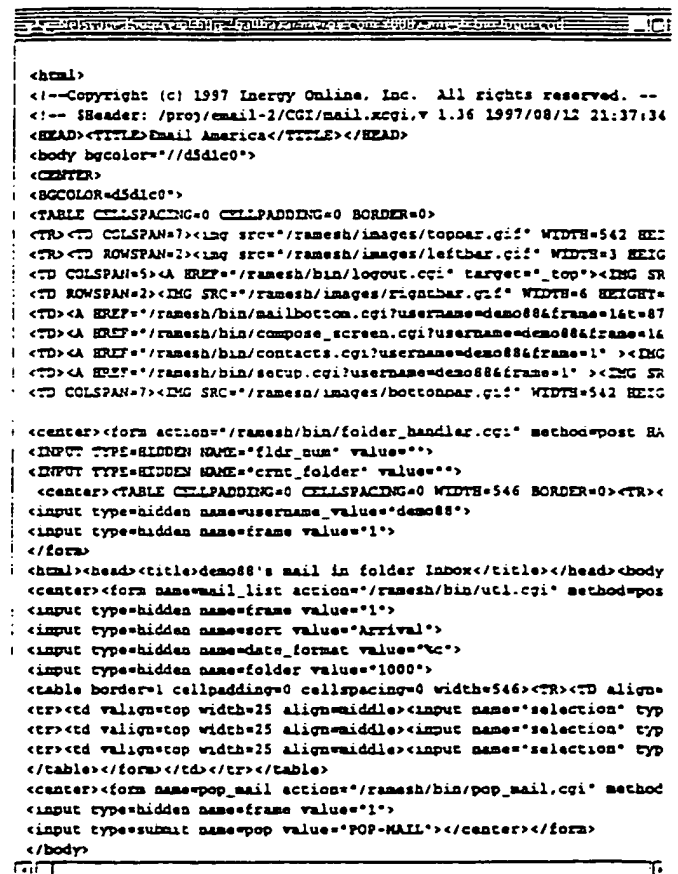 <html>
<!--Copyright (c) 1997 Inergy Online, Inc.  All rights reserved. --
<!-- $Header: /proj/email-2/CGI/mail.xcgi,v 1.36 1997/08/12 21:37:34
<HEAD><TITLE>Email America</TITLE></HEAD>
<body bgcolor="//d5d1c0">
<CENTER>
<BGCOLOR=d5d1c0">
<TABLE CELLSPACING=0 CELLPADDING=0 BORDER=0>
<TR><TD COLSPAN=7><img src="/ramesh/images/topbar.gif" WIDTH=542 HEI
<TR><TD ROWSPAN=2><img src="/ramesh/images/leftbar.gif" WIDTH=3 HEIG
<TD COLSPAN=5><A HREF="/ramesh/bin/logout.cgi" target="_top"><IMG SR
<TD ROWSPAN=2><IMG SRC="/ramesh/images/rightbar.gif" WIDTH=6 HEIGHT=
<TD><A HREF="/ramesh/bin/mailbottom.cgi?username=demo88&frame=1&t=87
<TD><A HREF="/ramesh/bin/compose_screen.cgi?username=demo88&frame=1&
<TD><A HREF="/ramesh/bin/contacts.cgi?username=demo88&frame=1" ><IMG
<TD><A HREF="/ramesh/bin/setup.cgi?username=demo88&frame=1" ><IMG SR
<TD COLSPAN=7><IMG SRC="/ramesh/images/bottombar.gif" WIDTH=542 HEIG
<center><form action="/ramesh/bin/folder_handler.cgi" method=post NA
<INPUT TYPE=HIDDEN NAME="fldr_num" value="">
<INPUT TYPE=HIDDEN NAME="crnt_folder" value="">
<center><TABLE CELLPADDING=0 CELLSPACING=0 WIDTH=546 BORDER=0><TR><
<input type=hidden name=username value="demo88">
<input type=hidden name=frame value="1">
</form>
<html><head><title>demo88's mail in folder Inbox</title></head><body
<center><form name=mail_list action="/ramesh/bin/utl.cgi" method=pos
<input type=hidden name=frame value="1">
<input type=hidden name=sort value="Arrival">
<input type=hidden name=date_format value="%c">
<input type=hidden name=folder value="1000">
<table border=1 cellpadding=0 cellspacing=0 width=546><TR><TD align=
<tr><td valign=top width=25 align=middle><input name="selection" typ
<tr><td valign=top width=25 align=middle><input name="selection" typ
<tr><td valign=top width=25 align=middle><input name="selection" typ
</table></form></td></tr></table>
<center><form name=pop_mail action="/ramesh/bin/pop_mail.cgi" method
<input type=hidden name=frame value="1">
<input type=submit name=pop value="POP-MAIL"></center></form>
</body>